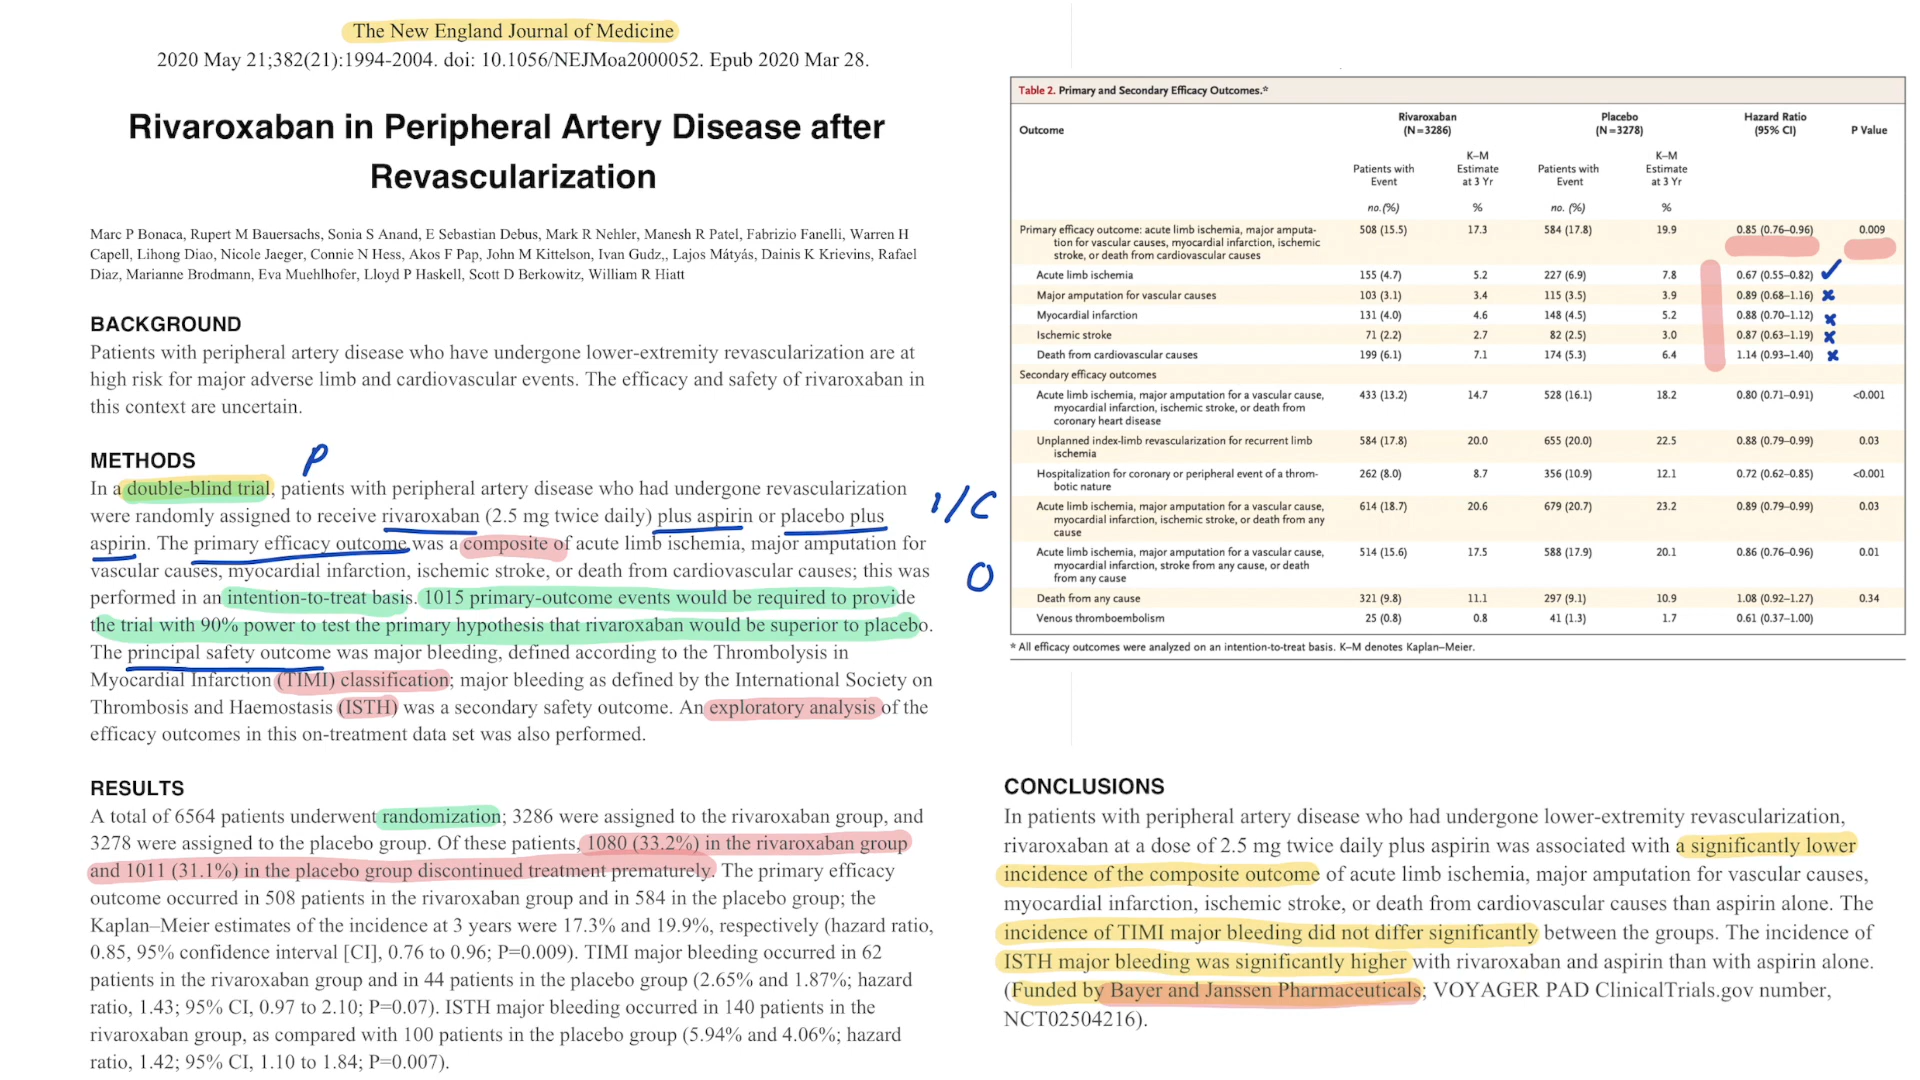 The New England Journal of Medicine
2020 May 21;382(21):1994-2004. doi: 10.1056/NEJMoa2000052. Epub 2020 Mar 28.
Rivaroxaban in Peripheral Artery Disease after
Revascularization
Marc P Bonaca, Rupert M Bauersachs, Sonia S Anand, E Sebastian Debus, Mark R Nehler, Manesh R Patel, Fabrizio Fanelli, Warren H
Capell, Lihong Diao, Nicole Jaeger, Connie N Hess, Akos F Pap, John M Kittelson, Ivan Gudz,, Lajos Mátyás, Dainis K Krievins, Rafael
Diaz, Marianne Brodmann, Eva Muehlhofer, Lloyd P Haskell, Scott D Berkowitz, William R Hiatt
BACKGROUND
Patients with peripheral artery disease who have undergone lower-extremity revascularization are at
high risk for major adverse limb and cardiovascular events. The efficacy and safety of rivaroxaban in
this context are uncertain.
P
METHODS
In a double-blind trial, patients with peripheral artery disease who had undergone revascularization
were randomly assigned to receive rivaroxaban (2.5 mg twice daily) plus aspirin or placebo plus
I/C
aspirin. The primary efficacy outcome was a composite of acute limb ischemia, major amputation for
vascular causes, myocardial infarction, ischemic stroke, or death from cardiovascular causes; this was
O
performed in an intention-to-treat basis. 1015 primary-outcome events would be required to provide
the trial with 90% power to test the primary hypothesis that rivaroxaban would be superior to placebo.
The principal safety outcome was major bleeding, defined according to the Thrombolysis in
Myocardial Infarction (TIMI) classification; major bleeding as defined by the International Society on
Thrombosis and Haemostasis (ISTH) was a secondary safety outcome. An exploratory analysis of the
efficacy outcomes in this on-treatment data set was also performed.
RESULTS
A total of 6564 patients underwent randomization; 3286 were assigned to the rivaroxaban group, and
3278 were assigned to the placebo group. Of these patients, 1080 (33.2%) in the rivaroxaban group
and 1011 (31.1%) in the placebo group discontinued treatment prematurely. The primary efficacy
outcome occurred in 508 patients in the rivaroxaban group and in 584 in the placebo group; the
Kaplan–Meier estimates of the incidence at 3 years were 17.3% and 19.9%, respectively (hazard ratio,
0.85, 95% confidence interval [CI], 0.76 to 0.96; P=0.009). TIMI major bleeding occurred in 62
patients in the rivaroxaban group and in 44 patients in the placebo group (2.65% and 1.87%; hazard
ratio, 1.43; 95% CI, 0.97 to 2.10; P=0.07). ISTH major bleeding occurred in 140 patients in the
rivaroxaban group, as compared with 100 patients in the placebo group (5.94% and 4.06%; hazard
ratio, 1.42; 95% CI, 1.10 to 1.84; P=0.007).
Table 2. Primary and Secondary Efficacy Outcomes.*
Outcome Rivaroxaban (N=3286) Placebo (N=3278) Hazard Ratio (95% CI) P Value
Patients with Event K–M Estimate at 3 Yr Patients with Event K–M Estimate at 3 Yr
no.(%) % no. (%) %
Primary efficacy outcome: acute limb ischemia, major amputa- 508 (15.5) 17.3 584 (17.8) 19.9 0.85 (0.76–0.96) 0.009
tion for vascular causes, myocardial infarction, ischemic
stroke, or death from cardiovascular causes
Acute limb ischemia 155 (4.7) 5.2 227 (6.9) 7.8 0.67 (0.55–0.82) ✓
Major amputation for vascular causes 103 (3.1) 3.4 115 (3.5) 3.9 0.89 (0.68–1.16) x
Myocardial infarction 131 (4.0) 4.6 148 (4.5) 5.2 0.88 (0.70–1.12) x
Ischemic stroke 71 (2.2) 2.7 82 (2.5) 3.0 0.87 (0.63–1.19) x
Death from cardiovascular causes 199 (6.1) 7.1 174 (5.3) 6.4 1.14 (0.93–1.40) x
Secondary efficacy outcomes
Acute limb ischemia, major amputation for a vascular cause, 433 (13.2) 14.7 528 (16.1) 18.2 0.80 (0.71–0.91) <0.001
myocardial infarction, ischemic stroke, or death from
coronary heart disease
Unplanned index-limb revascularization for recurrent limb 584 (17.8) 20.0 655 (20.0) 22.5 0.88 (0.79–0.99) 0.03
ischemia
Hospitalization for coronary or peripheral event of a throm- 262 (8.0) 8.7 356 (10.9) 12.1 0.72 (0.62–0.85) <0.001
botic nature
Acute limb ischemia, major amputation for a vascular cause, 614 (18.7) 20.6 679 (20.7) 23.2 0.89 (0.79–0.99) 0.03
myocardial infarction, ischemic stroke, or death from any
cause
Acute limb ischemia, major amputation for a vascular cause, 514 (15.6) 17.5 588 (17.9) 20.1 0.86 (0.76–0.96) 0.01
myocardial infarction, stroke from any cause, or death
from any cause
Death from any cause 321 (9.8) 11.1 297 (9.1) 10.9 1.08 (0.92–1.27) 0.34
Venous thromboembolism 25 (0.8) 0.8 41 (1.3) 1.7 0.61 (0.37–1.00)
* All efficacy outcomes were analyzed on an intention-to-treat basis. K–M denotes Kaplan–Meier.
CONCLUSIONS
In patients with peripheral artery disease who had undergone lower-extremity revascularization,
rivaroxaban at a dose of 2.5 mg twice daily plus aspirin was associated with a significantly lower
incidence of the composite outcome of acute limb ischemia, major amputation for vascular causes,
myocardial infarction, ischemic stroke, or death from cardiovascular causes than aspirin alone. The
incidence of TIMI major bleeding did not differ significantly between the groups. The incidence of
ISTH major bleeding was significantly higher with rivaroxaban and aspirin than with aspirin alone.
(Funded by Bayer and Janssen Pharmaceuticals; VOYAGER PAD ClinicalTrials.gov number,
NCT02504216).